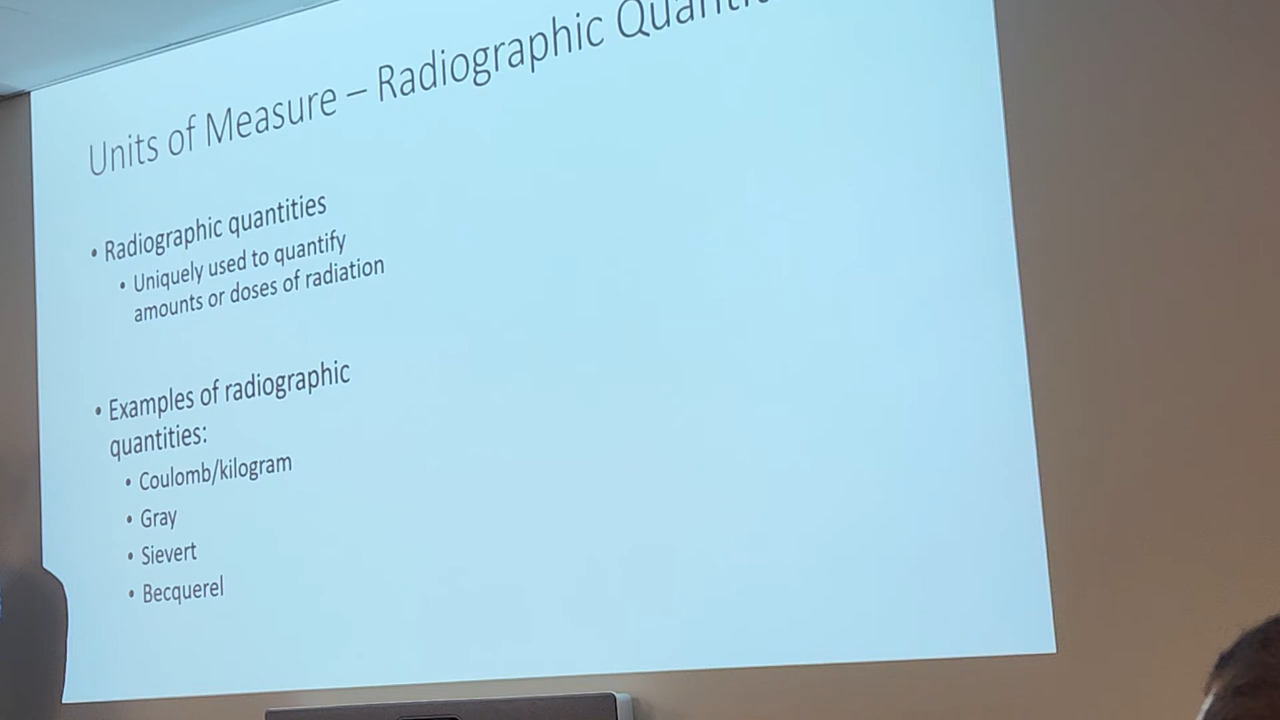 Units of Measure – Radiographic
• Radiographic quantities
• Uniquely used to quantify
amounts or doses of radiation
• Examples of radiographic
quantities:
• Coulomb/kilogram
• Gray
• Sievert
• Becquerel